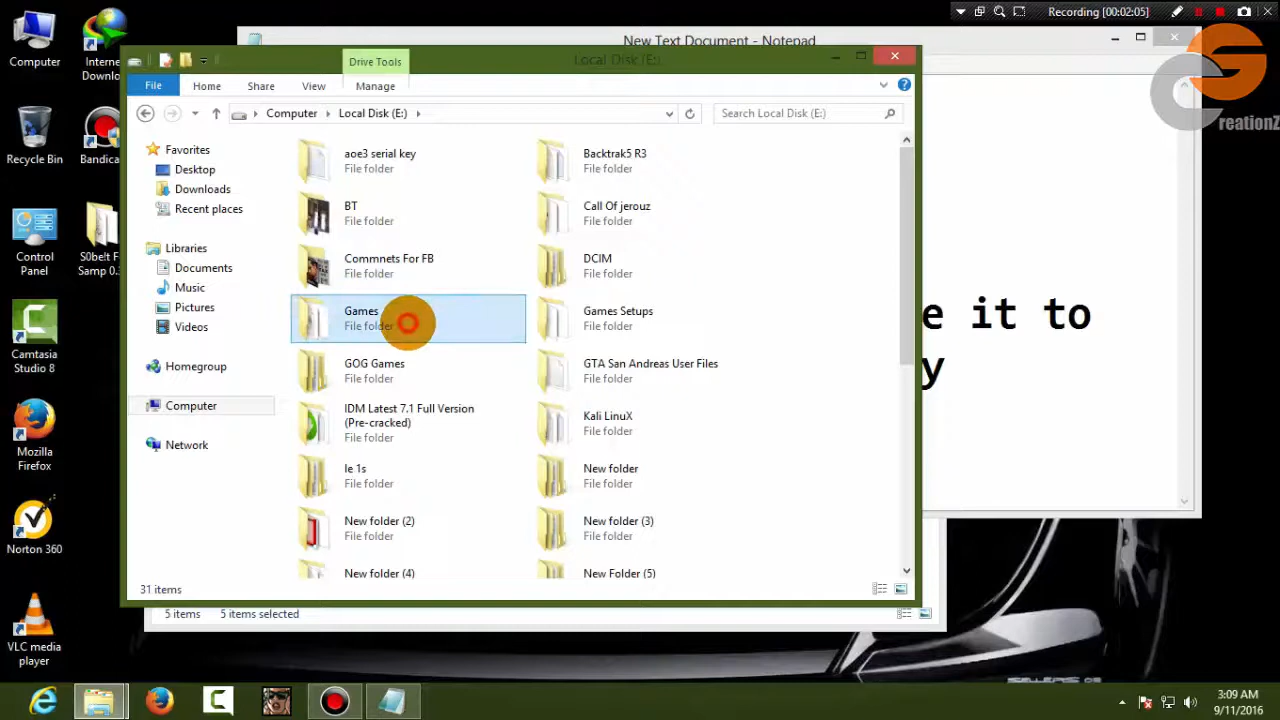 Recording [00:02:05]
New Text Document - Notepad
reationZ
e it to
y
Computer
Interne
Downlo
Recycle Bin
Bandica
Control
Panel
S0be!t F
Samp 0.3
Camtasia
Studio 8
Mozilla
Firefox
Norton 360
VLC media
player
Drive Tools
Local Disk (E:)
File
Home
Share
View
Manage
Computer
Local Disk (E:)
Search Local Disk (E:)
Favorites
Desktop
Downloads
Recent places
Libraries
Documents
Music
Pictures
Videos
Homegroup
Computer
Network
aoe3 serial key
File folder
Backtrak5 R3
File folder
BT
File folder
Call Of jerouz
File folder
Commnets For FB
File folder
DCIM
File folder
Games
File folder
Games Setups
File folder
GOG Games
File folder
GTA San Andreas User Files
File folder
IDM Latest 7.1 Full Version
(Pre-cracked)
File folder
Kali LinuX
File folder
le 1s
File folder
New folder
File folder
New folder (2)
File folder
New folder (3)
File folder
New folder (4)
New Folder (5)
31 items
5 items
5 items selected
3:09 AM
9/11/2016